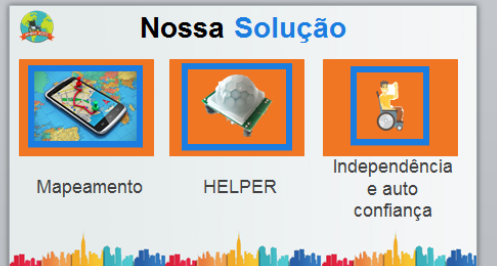 Nossa Solução
Mapeamento
HELPER
Independência
e auto
confiança